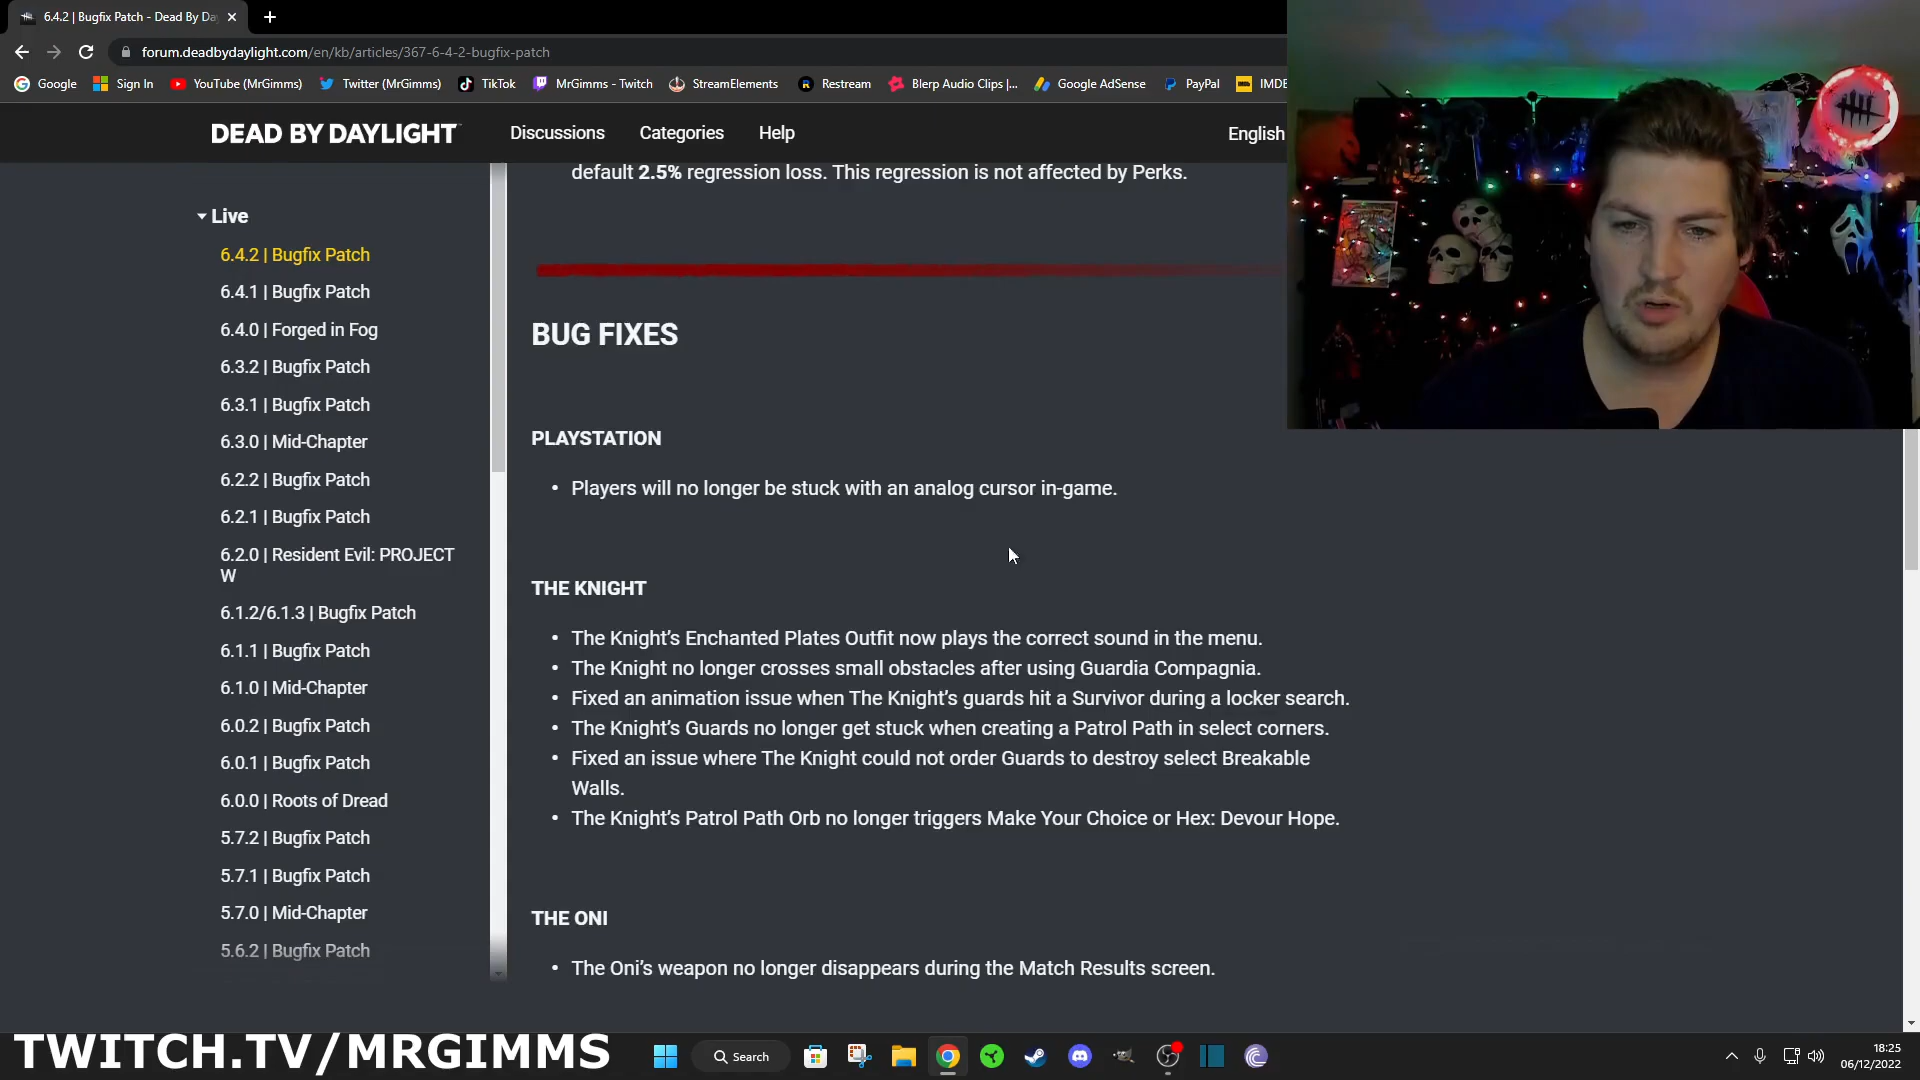 6.4.2 | Bugfix Patch - Dead By Da
forum.deadbydaylight.com/en/kb/articles/367-6-4-2-bugfix-patch
Google Sign In YouTube (MrGimms) Twitter (MrGimms) TikTok MrGimms - Twitch StreamElements Restream Blerp Audio Clips |... Google AdSense PayPal IMDB
DEAD BY DAYLIGHT Discussions Categories Help English
Live
6.4.2 | Bugfix Patch
6.4.1 | Bugfix Patch
6.4.0 | Forged in Fog
6.3.2 | Bugfix Patch
6.3.1 | Bugfix Patch
6.3.0 | Mid-Chapter
6.2.2 | Bugfix Patch
6.2.1 | Bugfix Patch
6.2.0 | Resident Evil: PROJECT
W
6.1.2/6.1.3 | Bugfix Patch
6.1.1 | Bugfix Patch
6.1.0 | Mid-Chapter
6.0.2 | Bugfix Patch
6.0.1 | Bugfix Patch
6.0.0 | Roots of Dread
5.7.2 | Bugfix Patch
5.7.1 | Bugfix Patch
5.7.0 | Mid-Chapter
5.6.2 | Bugfix Patch
default 2.5% regression loss. This regression is not affected by Perks.
BUG FIXES
PLAYSTATION
• Players will no longer be stuck with an analog cursor in-game.
THE KNIGHT
• The Knight's Enchanted Plates Outfit now plays the correct sound in the menu.
• The Knight no longer crosses small obstacles after using Guardia Compagnia.
• Fixed an animation issue when The Knight's guards hit a Survivor during a locker search.
• The Knight's Guards no longer get stuck when creating a Patrol Path in select corners.
• Fixed an issue where The Knight could not order Guards to destroy select Breakable
Walls.
• The Knight's Patrol Path Orb no longer triggers Make Your Choice or Hex: Devour Hope.
THE ONI
• The Oni's weapon no longer disappears during the Match Results screen.
TWITCH.TV/MRGIMMS
Search
18:25
06/12/2022